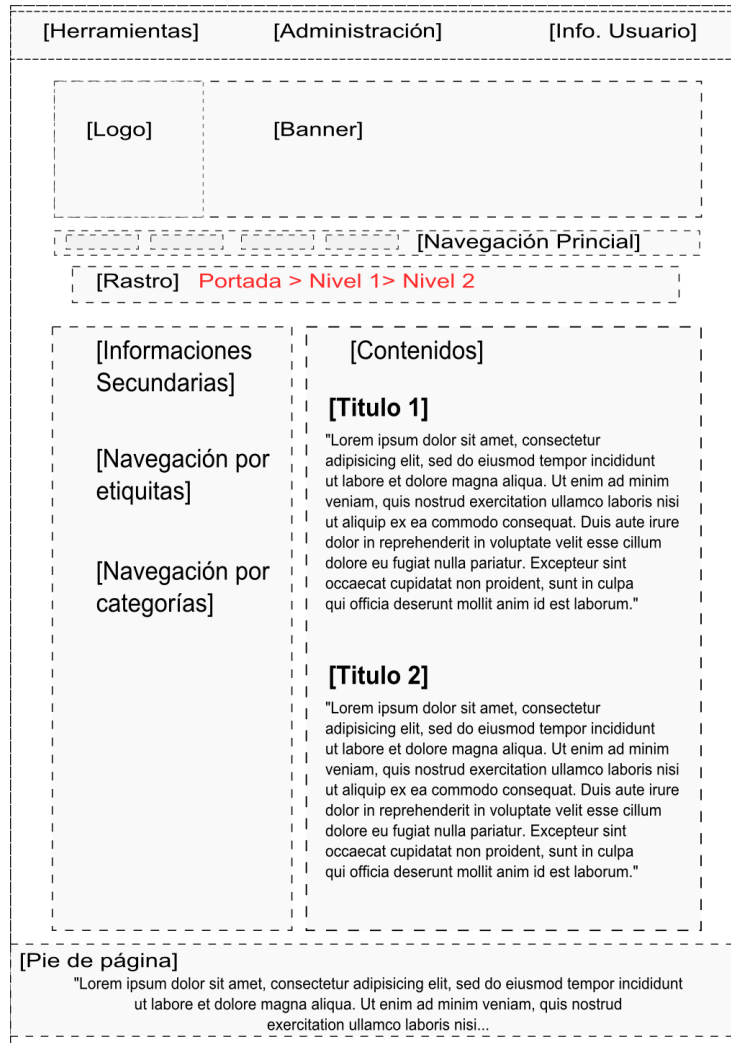 [Herramientas] [Administración] [Info. Usuario]
[Logo] [Banner]
[Navegación Princial]
[Rastro] Portada > Nivel 1> Nivel 2
[Informaciones
Secundarias]
[Navegación por
etiquitas]
[Navegación por
categorías]
[Contenidos]
[Titulo 1]
"Lorem ipsum dolor sit amet, consectetur
adipisicing elit, sed do eiusmod tempor incididunt
ut labore et dolore magna aliqua. Ut enim ad minim
veniam, quis nostrud exercitation ullamco laboris nisi
ut aliquip ex ea commodo consequat. Duis aute irure
dolor in reprehenderit in voluptate velit esse cillum
dolore eu fugiat nulla pariatur. Excepteur sint
occaecat cupidatat non proident, sunt in culpa
qui officia deserunt mollit anim id est laborum."
[Titulo 2]
"Lorem ipsum dolor sit amet, consectetur
adipisicing elit, sed do eiusmod tempor incididunt
ut labore et dolore magna aliqua. Ut enim ad minim
veniam, quis nostrud exercitation ullamco laboris nisi
ut aliquip ex ea commodo consequat. Duis aute irure
dolor in reprehenderit in voluptate velit esse cillum
dolore eu fugiat nulla pariatur. Excepteur sint
occaecat cupidatat non proident, sunt in culpa
qui officia deserunt mollit anim id est laborum."
[Pie de página]
"Lorem ipsum dolor sit amet, consectetur adipisicing elit, sed do eiusmod tempor incididunt
ut labore et dolore magna aliqua. Ut enim ad minim veniam, quis nostrud
exercitation ullamco laboris nisi...